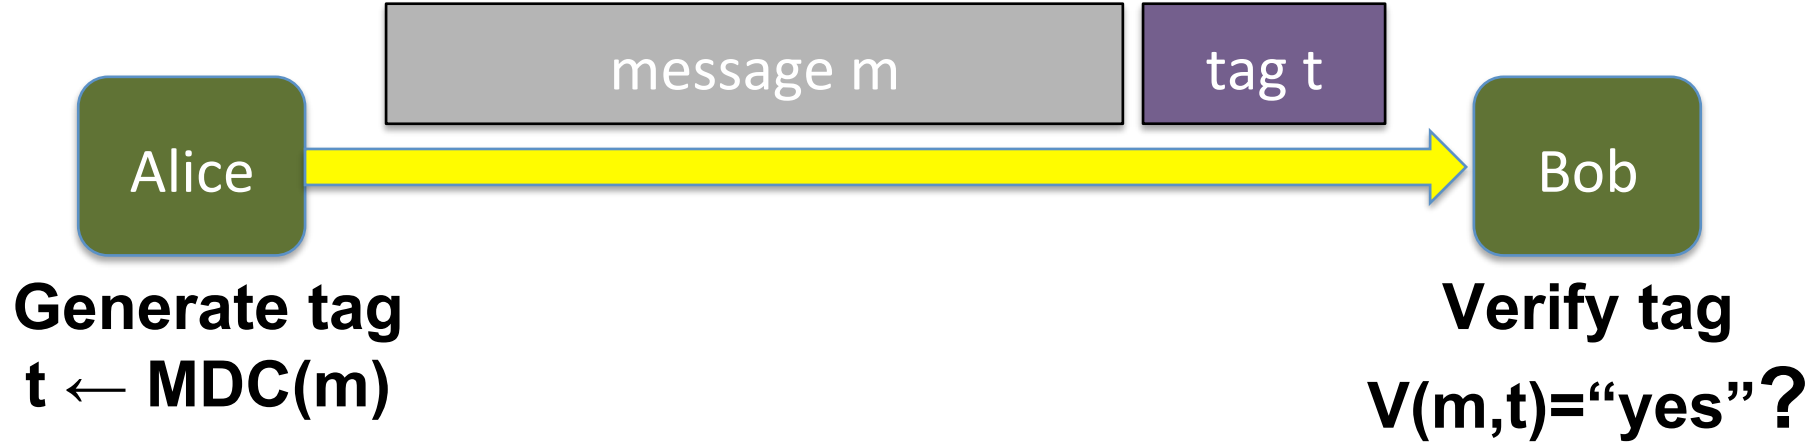 message m
tag t
Alice
Bob
Generate tag
t ← MDC(m)
Verify tag
V(m,t)=“yes”?